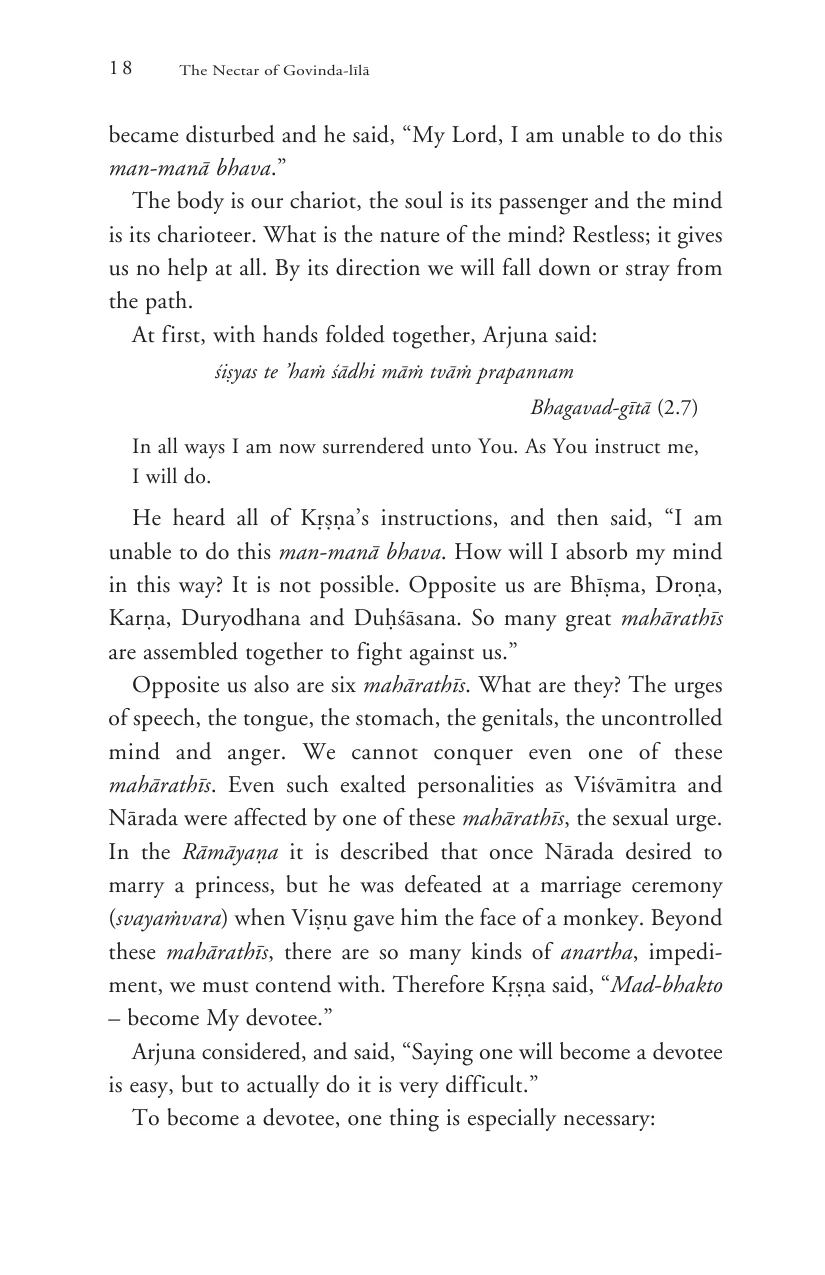 18 The Nectar of Govinda-līlā
became disturbed and he said, “My Lord, I am unable to do this
man-manā bhava.”
The body is our chariot, the soul is its passenger and the mind
is its charioteer. What is the nature of the mind? Restless; it gives
us no help at all. By its direction we will fall down or stray from
the path.
At first, with hands folded together, Arjuna said:
śiṣyas te ’haṁ śādhi māṁ tvāṁ prapannam
Bhagavad-gītā (2.7)
In all ways I am now surrendered unto You. As You instruct me,
I will do.
He heard all of Kṛṣṇa’s instructions, and then said, “I am
unable to do this man-manā bhava. How will I absorb my mind
in this way? It is not possible. Opposite us are Bhīṣma, Droṇa,
Karṇa, Duryodhana and Duḥśāsana. So many great mahārathīs
are assembled together to fight against us.”
Opposite us also are six mahārathīs. What are they? The urges
of speech, the tongue, the stomach, the genitals, the uncontrolled
mind and anger. We cannot conquer even one of these
mahārathīs. Even such exalted personalities as Viśvāmitra and
Nārada were affected by one of these mahārathīs, the sexual urge.
In the Rāmāyaṇa it is described that once Nārada desired to
marry a princess, but he was defeated at a marriage ceremony
(svayaṁvara) when Viṣṇu gave him the face of a monkey. Beyond
these mahārathīs, there are so many kinds of anartha, impedi-
ment, we must contend with. Therefore Kṛṣṇa said, “Mad-bhakto
– become My devotee.”
Arjuna considered, and said, “Saying one will become a devotee
is easy, but to actually do it is very difficult.”
To become a devotee, one thing is especially necessary: